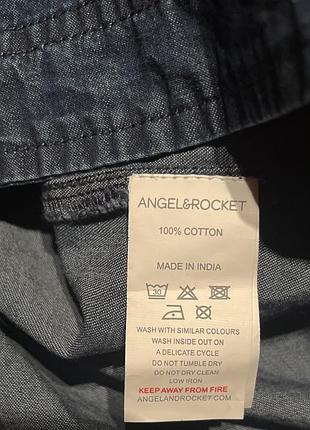 ANGEL&ROCKET
100% COTTON
MADE IN INDIA
30
WASH WITH SIMILAR COLOURS
WASH INSIDE OUT ON
A DELICATE CYCLE
DO NOT TUMBLE DRY
DO NOT DRY CLEAN
LOW IRON
KEEP AWAY FROM FIRE
ANGELANDROCKET.COM